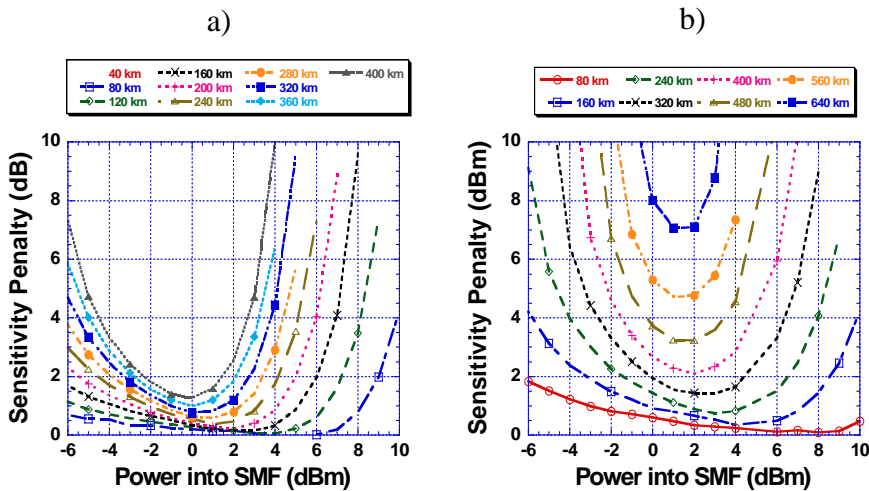 a)
40 km 160 km 280 km 400 km
80 km 200 km 320 km
120 km 240 km 360 km
Sensitivity Penalty (dB)
10
8
6
4
2
0
-6 -4 -2 0 2 4 6 8 10
Power into SMF (dBm)
b)
80 km 240 km 400 km 560 km
160 km 320 km 480 km 640 km
Sensitivity Penalty (dBm)
10
8
6
4
2
0
-6 -4 -2 0 2 4 6 8 10
Power into SMF (dBm)